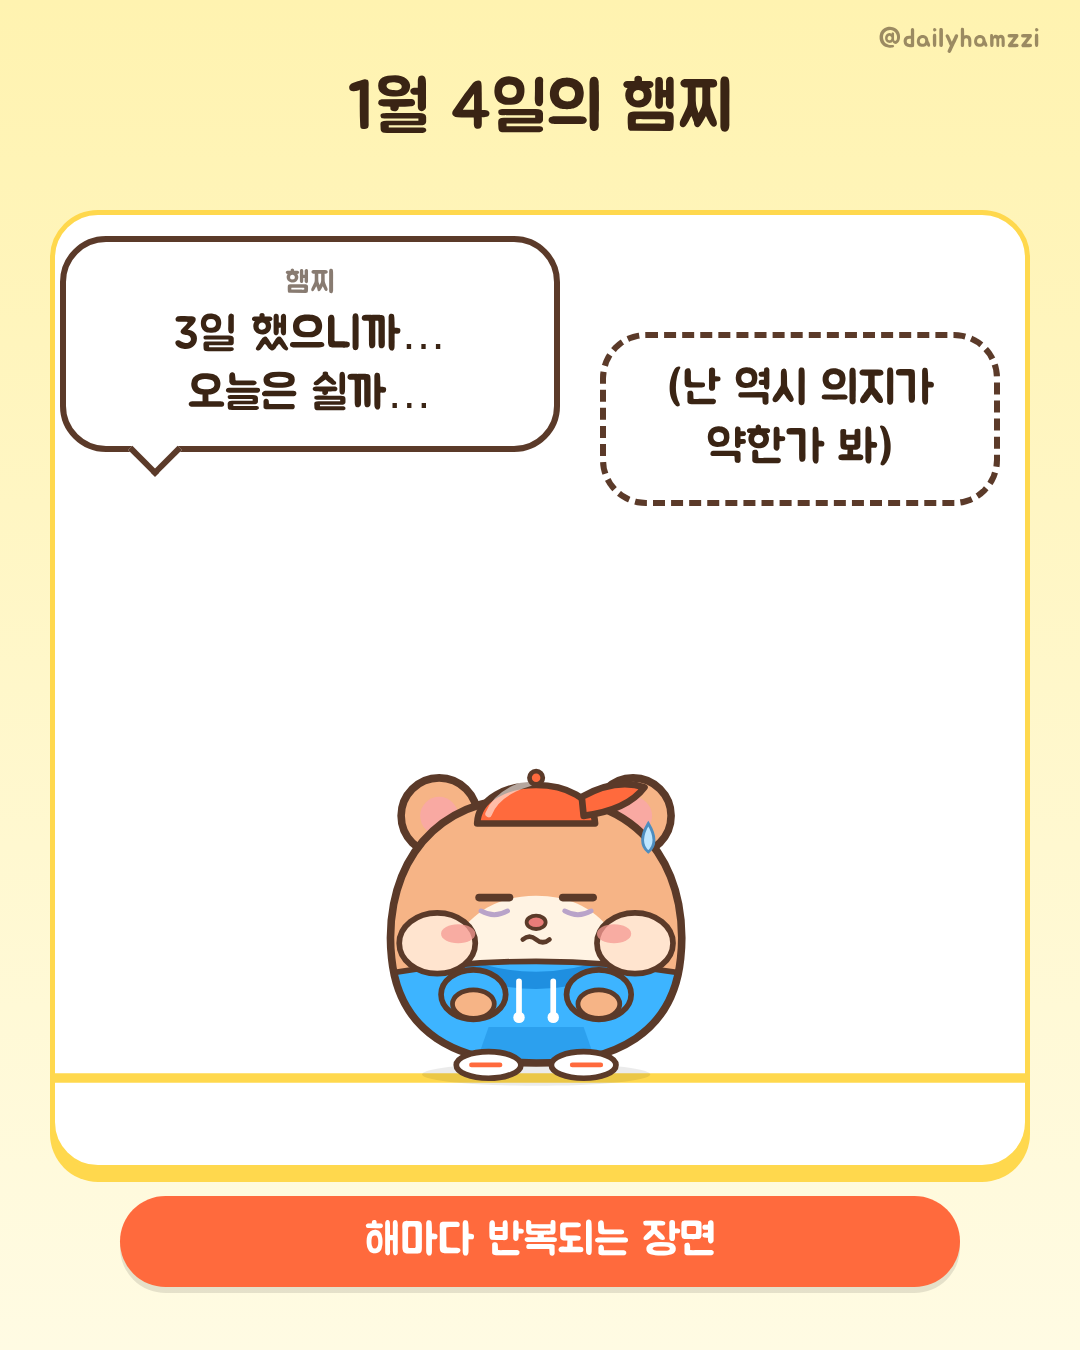 @dailyhamzzi
1월 4일의 햄찌
햄찌
3일 했으니까...
오늘은 쉴까...
(난 역시 의지가
약한가 봐)
해마다 반복되는 장면